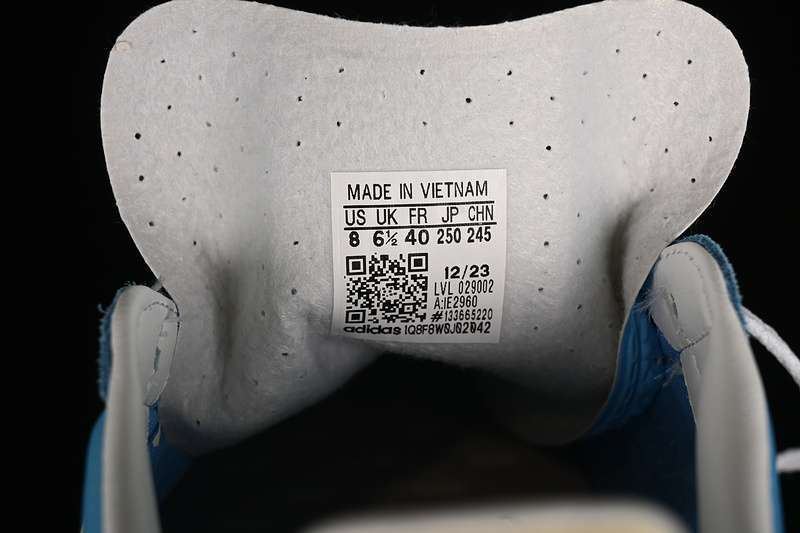 MADE IN VIETNAM
US UK FR JP CHN
8 6½ 40 250 245
12/23
LVL 029002
A:IE2960
#133665220
adidas